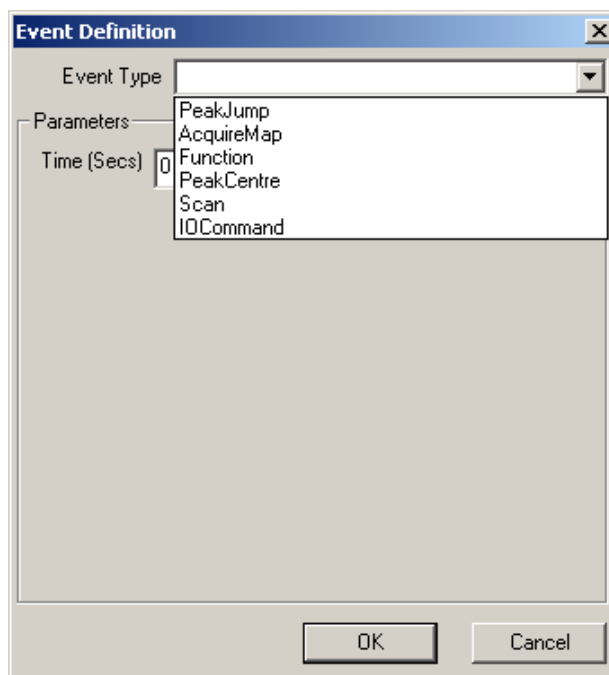 Event Definition
Event Type
PeakJump
AcquireMap
Function
PeakCentre
Scan
IOCommand
Parameters
Time (Secs) 0
OK Cancel